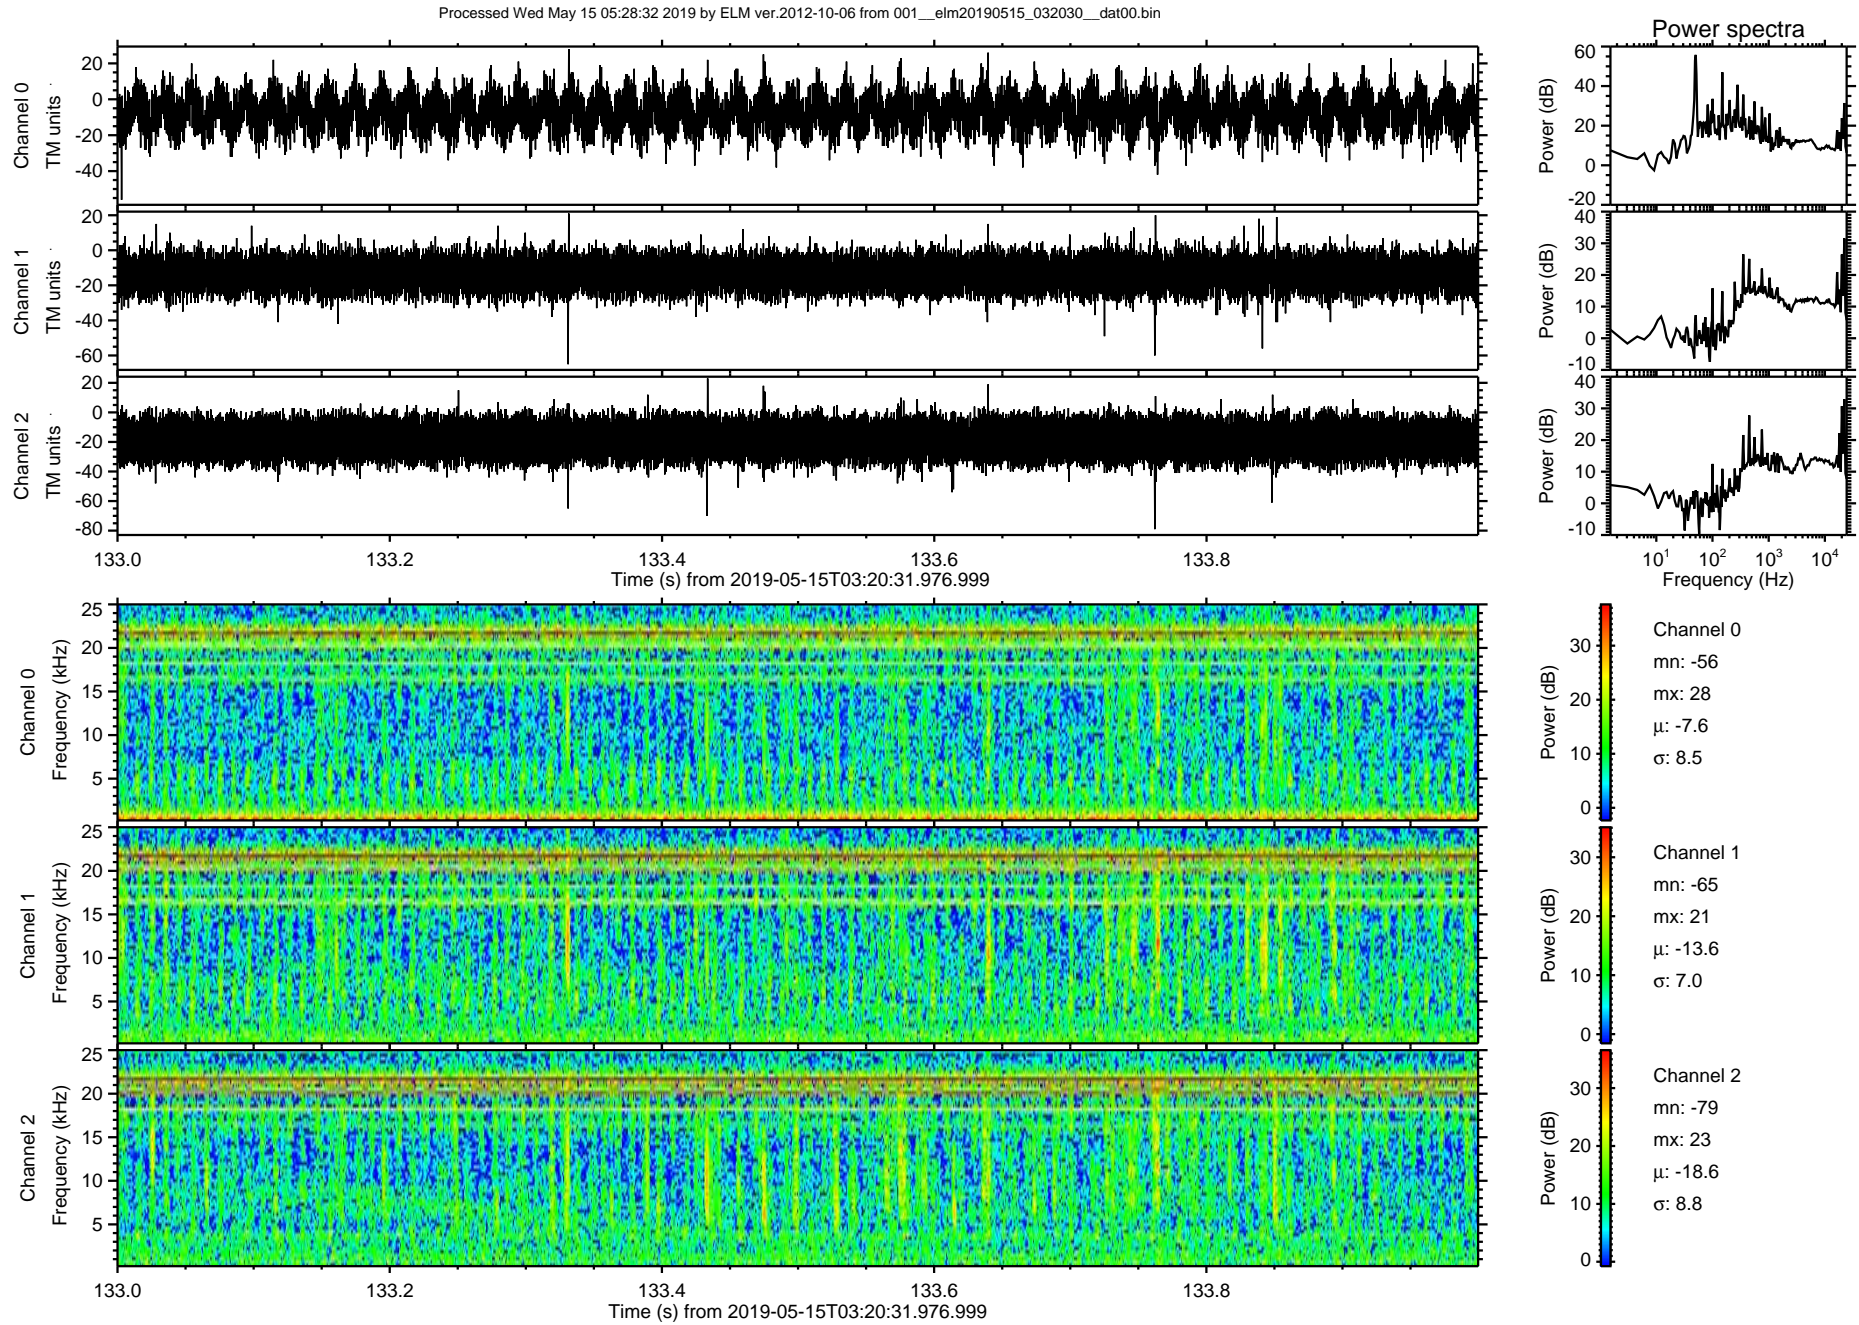 Processed Wed May 15 05:28:32 2019 by ELM ver.2012-10-06 from 001__elm20190515_032030__dat00.bin
Power spectra
Channel 0
TM units
20
0
-20
-40
Power (dB)
60
40
20
0
-20
Channel 1
TM units
20
0
-20
-40
-60
Power (dB)
40
30
20
10
0
-10
Channel 2
TM units
20
0
-20
-40
-60
-80
Power (dB)
40
30
20
10
0
-10
133.0 133.2 133.4 133.6 133.8
Time (s) from 2019-05-15T03:20:31.976.999
10^1 10^2 10^3 10^4
Frequency (Hz)
Channel 0
Frequency (kHz)
25
20
15
10
5
Power (dB)
30
20
10
0
Channel 0
mn: -56
mx: 28
μ: -7.6
σ: 8.5
Channel 1
Frequency (kHz)
25
20
15
10
5
Power (dB)
30
20
10
0
Channel 1
mn: -65
mx: 21
μ: -13.6
σ: 7.0
Channel 2
Frequency (kHz)
25
20
15
10
5
Power (dB)
30
20
10
0
Channel 2
mn: -79
mx: 23
μ: -18.6
σ: 8.8
133.0 133.2 133.4 133.6 133.8
Time (s) from 2019-05-15T03:20:31.976.999